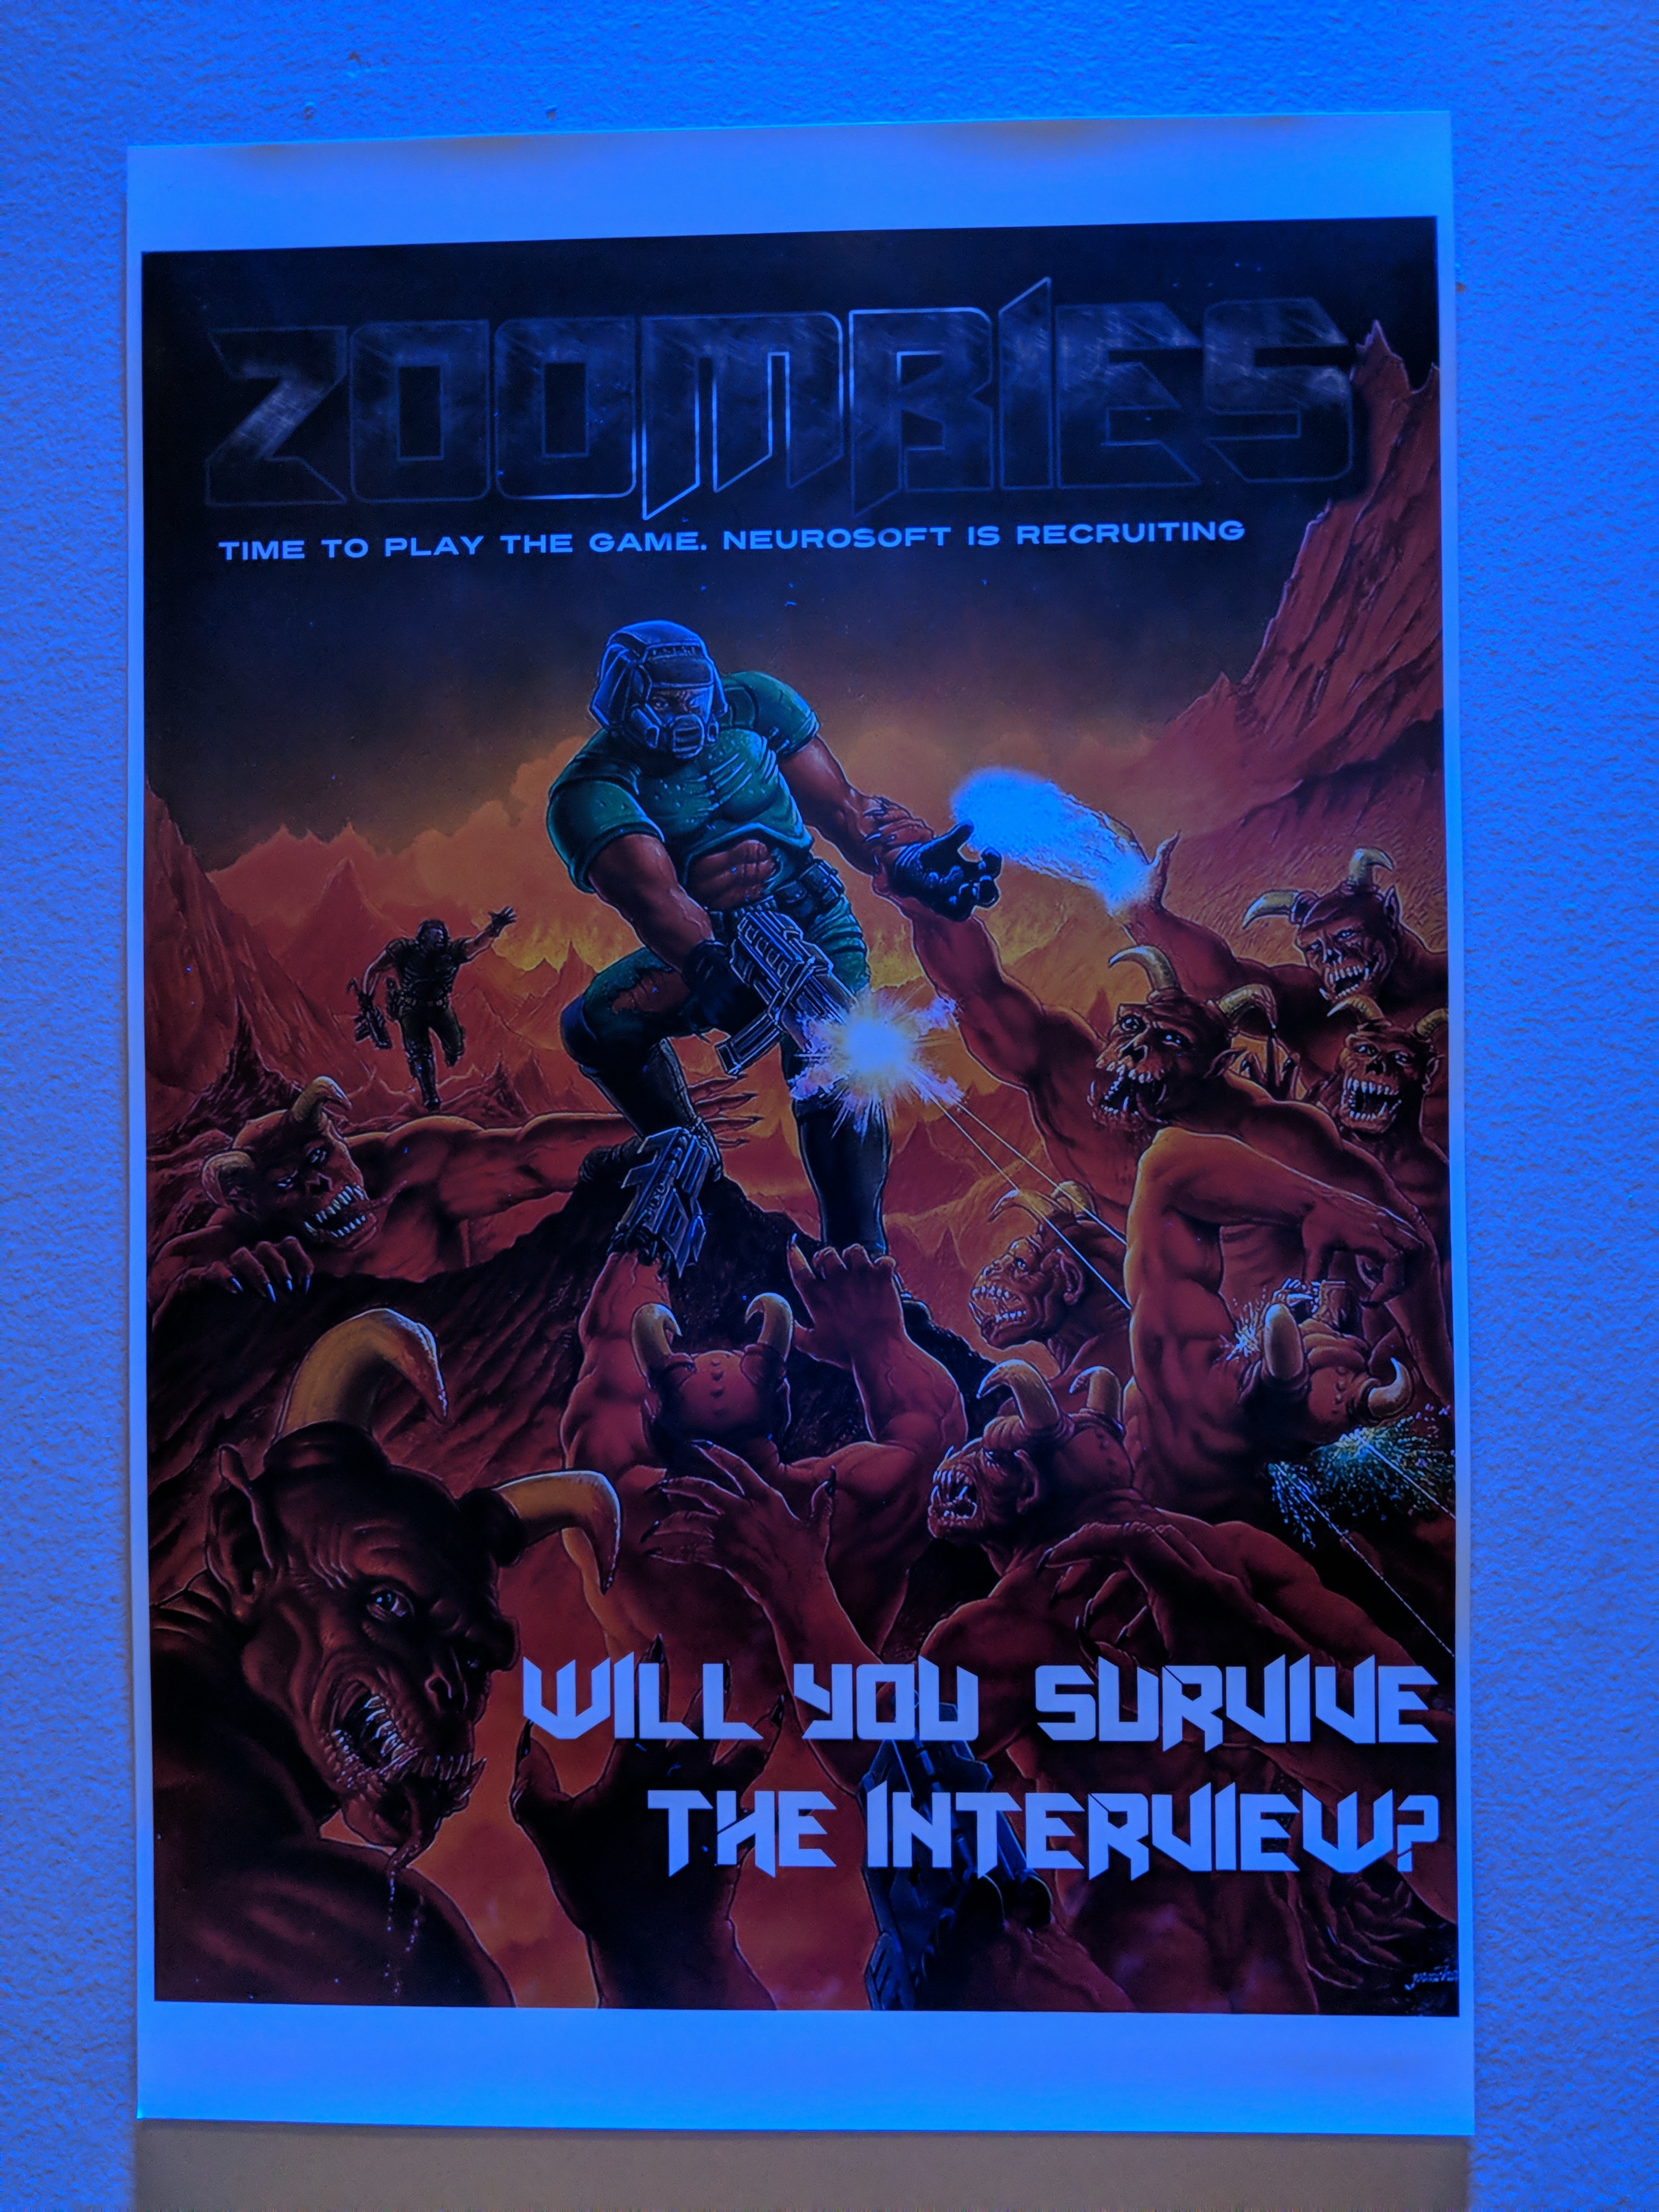 ZOOMBIES
TIME TO PLAY THE GAME. NEUROSOFT IS RECRUITING
WILL YOU SURVIVE
THE INTERVIEW?